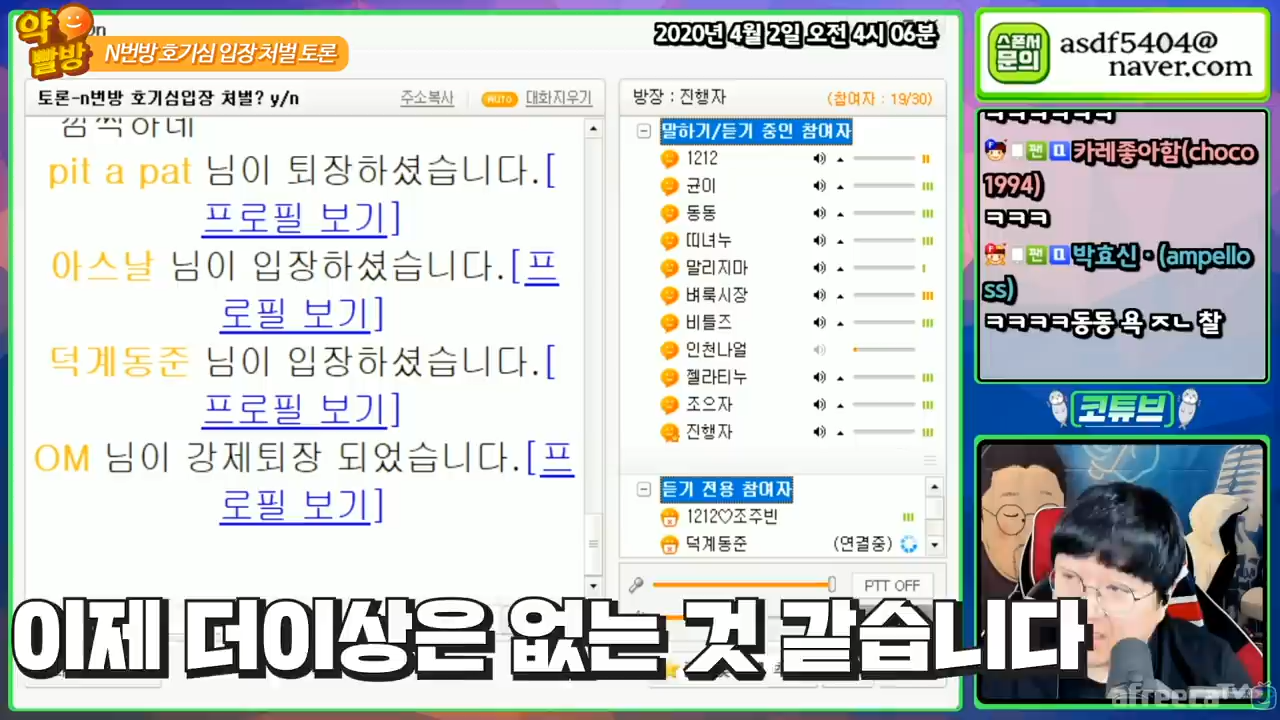 약빨방
on
N번방 호기심 입장 처벌 토론
2020년 4월 2일 오전 4시 06분
스폰서
문의
asdf5404@
naver.com
토론-n번방 호기심입장 처벌? y/n
주소복사
AUTO
대화지우기
깜찍하네
pit a pat 님이 퇴장하셨습니다.[
프로필 보기]
아스날 님이 입장하셨습니다.[프
로필 보기]
덕계동준 님이 입장하셨습니다.[
프로필 보기]
OM 님이 강제퇴장 되었습니다.[프
로필 보기]
방장 : 진행자
(참여자 : 19/30)
말하기/듣기 중인 참여자
1212
균이
동동
띠녀누
말리지마
벼룩시장
비틀즈
인천나얼
젤라티누
조으자
진행자
듣기 전용 참여자
1212♡조주빈
덕계동준
(연결중)
PTT OFF
팬 카레좋아함(choco
1994)
ㅋㅋㅋ
팬 박효신·(ampello
ss)
ㅋㅋㅋㅋ동동 욕 ㅈㄴ 찰
코튜브
이제 더이상은 없는 것 같습니다
afreecaTV